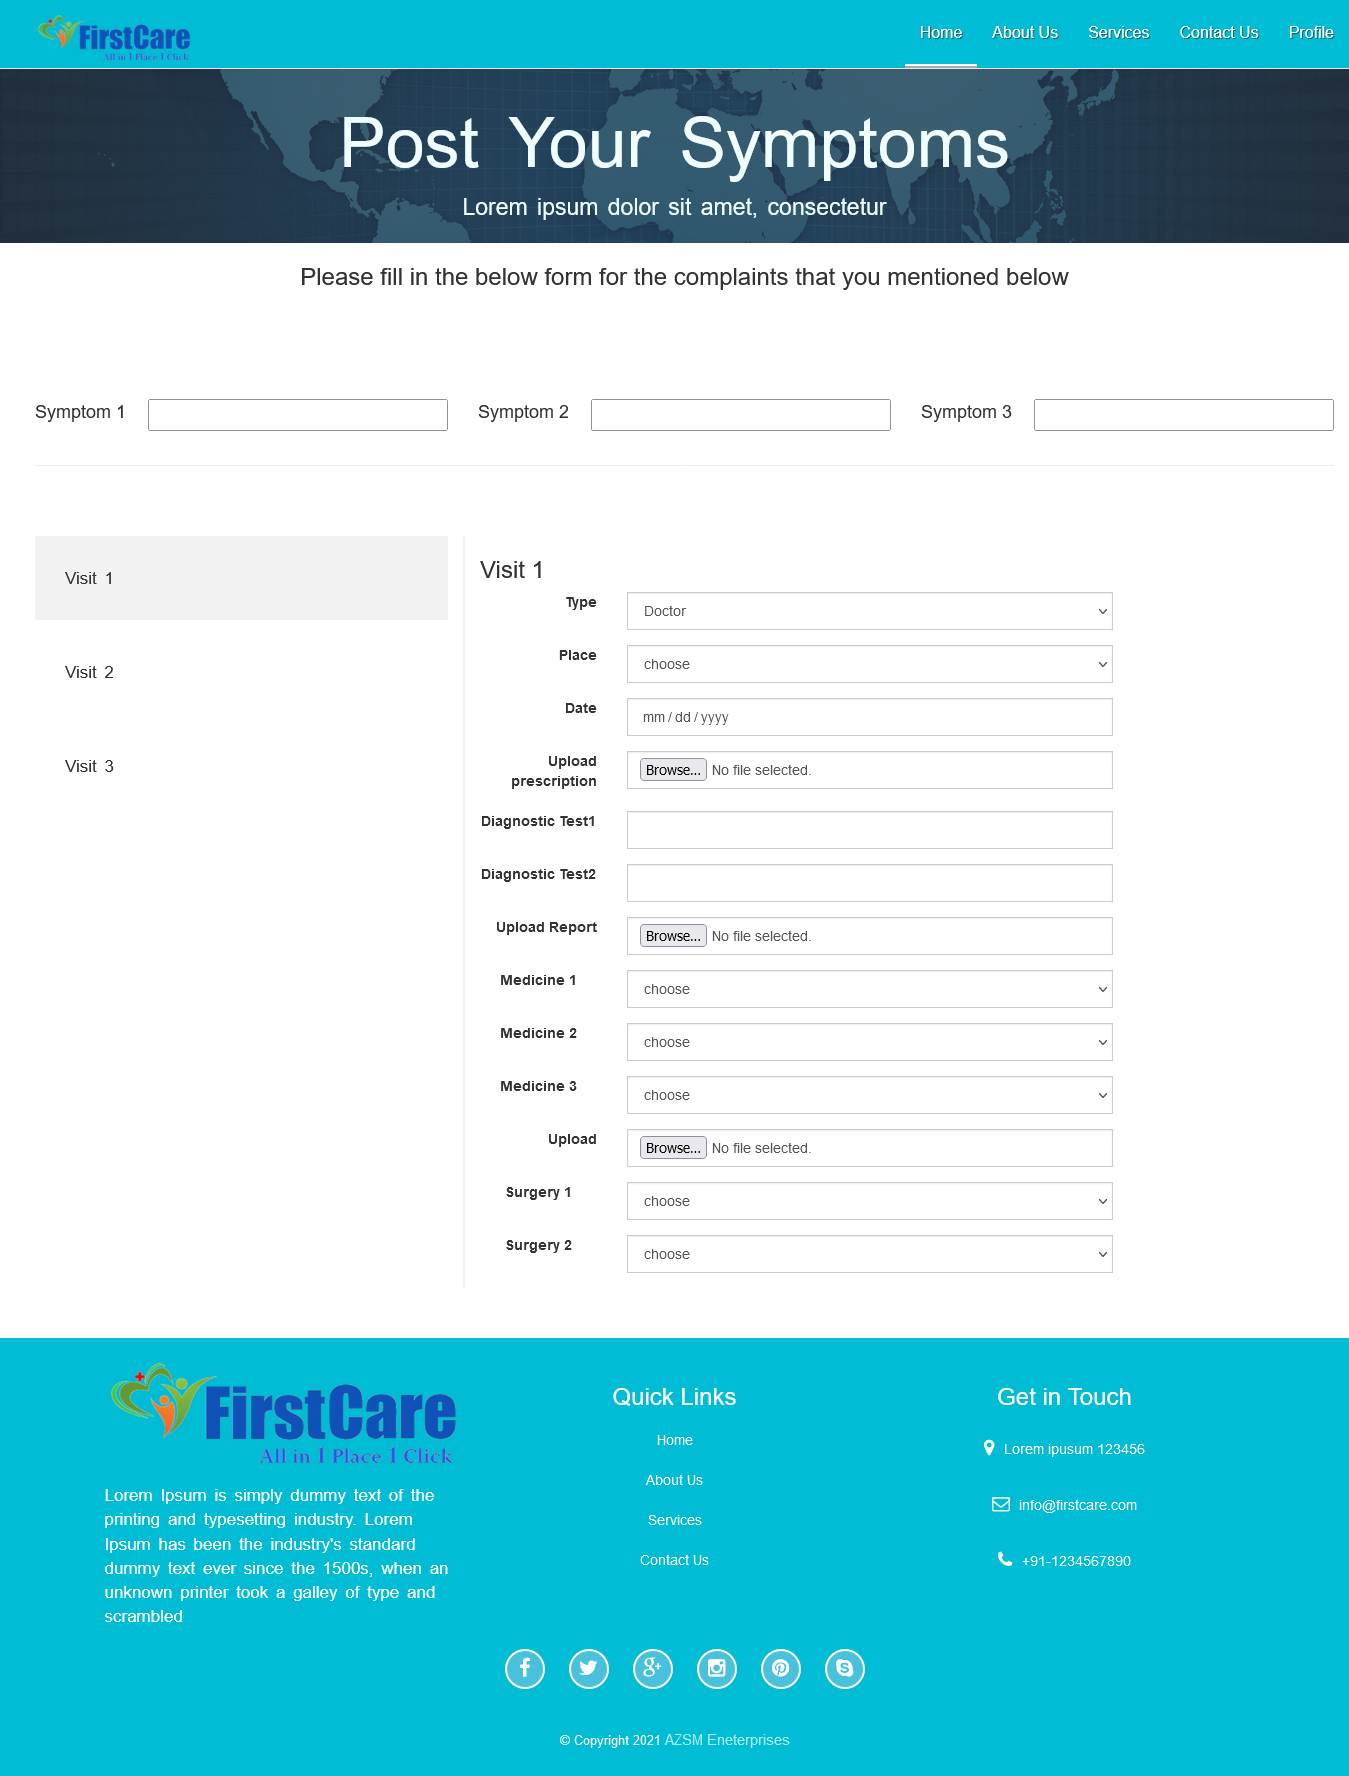 FirstCare
All in 1 Place 1 Click
Home About Us Services Contact Us Profile
Post Your Symptoms
Lorem ipsum dolor sit amet, consectetur
Please fill in the below form for the complaints that you mentioned below
Symptom 1 Symptom 2 Symptom 3
Visit 1
Visit 2
Visit 3
Visit 1
Type Doctor
Place choose
Date mm / dd / yyyy
Upload
prescription
Browse... No file selected.
Diagnostic Test1
Diagnostic Test2
Upload Report Browse... No file selected.
Medicine 1 choose
Medicine 2 choose
Medicine 3 choose
Upload Browse... No file selected.
Surgery 1 choose
Surgery 2 choose
FirstCare
All in 1 Place 1 Click
Lorem Ipsum is simply dummy text of the
printing and typesetting industry. Lorem
Ipsum has been the industry's standard
dummy text ever since the 1500s, when an
unknown printer took a galley of type and
scrambled
Quick Links
Home
About Us
Services
Contact Us
Get in Touch
Lorem ipusum 123456
info@firstcare.com
+91-1234567890
© Copyright 2021 AZSM Eneterprises